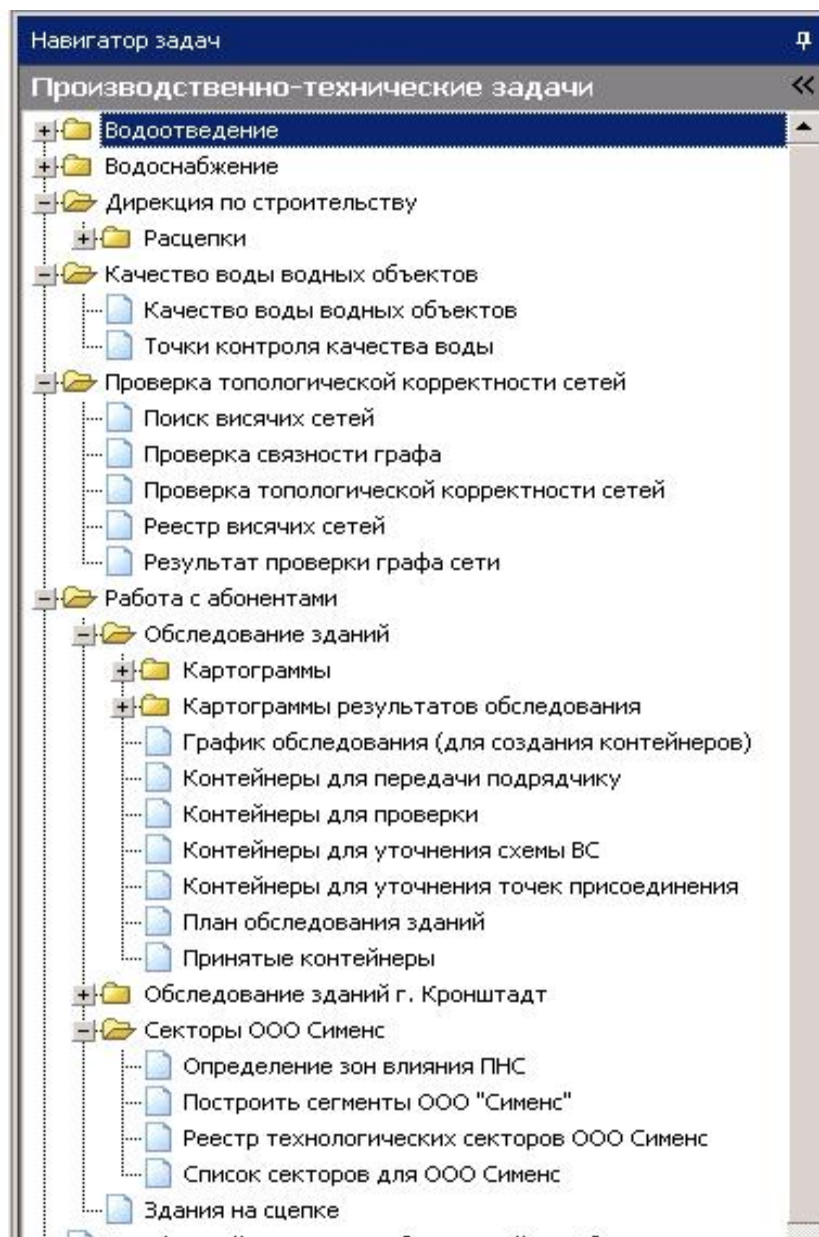 Навигатор задач
Производственно-технические задачи
Водоотведение
Водоснабжение
Дирекция по строительству
Расцепки
Качество воды водных объектов
Качество воды водных объектов
Точки контроля качества воды
Проверка топологической корректности сетей
Поиск висячих сетей
Проверка связности графа
Проверка топологической корректности сетей
Реестр висячих сетей
Результат проверки графа сети
Работа с абонентами
Обследование зданий
Картограммы
Картограммы результатов обследования
График обследования (для создания контейнеров)
Контейнеры для передачи подрядчику
Контейнеры для проверки
Контейнеры для уточнения схемы ВС
Контейнеры для уточнения точек присоединения
План обследования зданий
Принятые контейнеры
Обследование зданий г. Кронштадт
Секторы ООО Сименс
Определение зон влияния ПНС
Построить сегменты ООО "Сименс"
Реестр технологических секторов ООО Сименс
Список секторов для ООО Сименс
Здания на сцепке